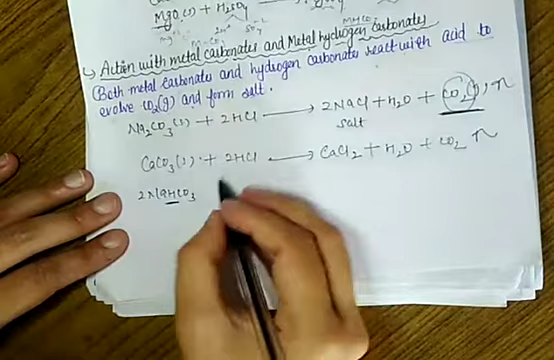 MgO(s) + H2SO4
↳ Action with metal carbonates and Metal hydrogen carbonates
(Both metal carbonate and hydrogen carbonates react with acid to
evolve CO2(g) and form salt.
Na2CO3(s) + 2HCl → 2NaCl + H2O + CO2(g) ↑
salt
CaCO3(s) + 2HCl → CaCl2 + H2O + CO2 ↑
2NaHCO3